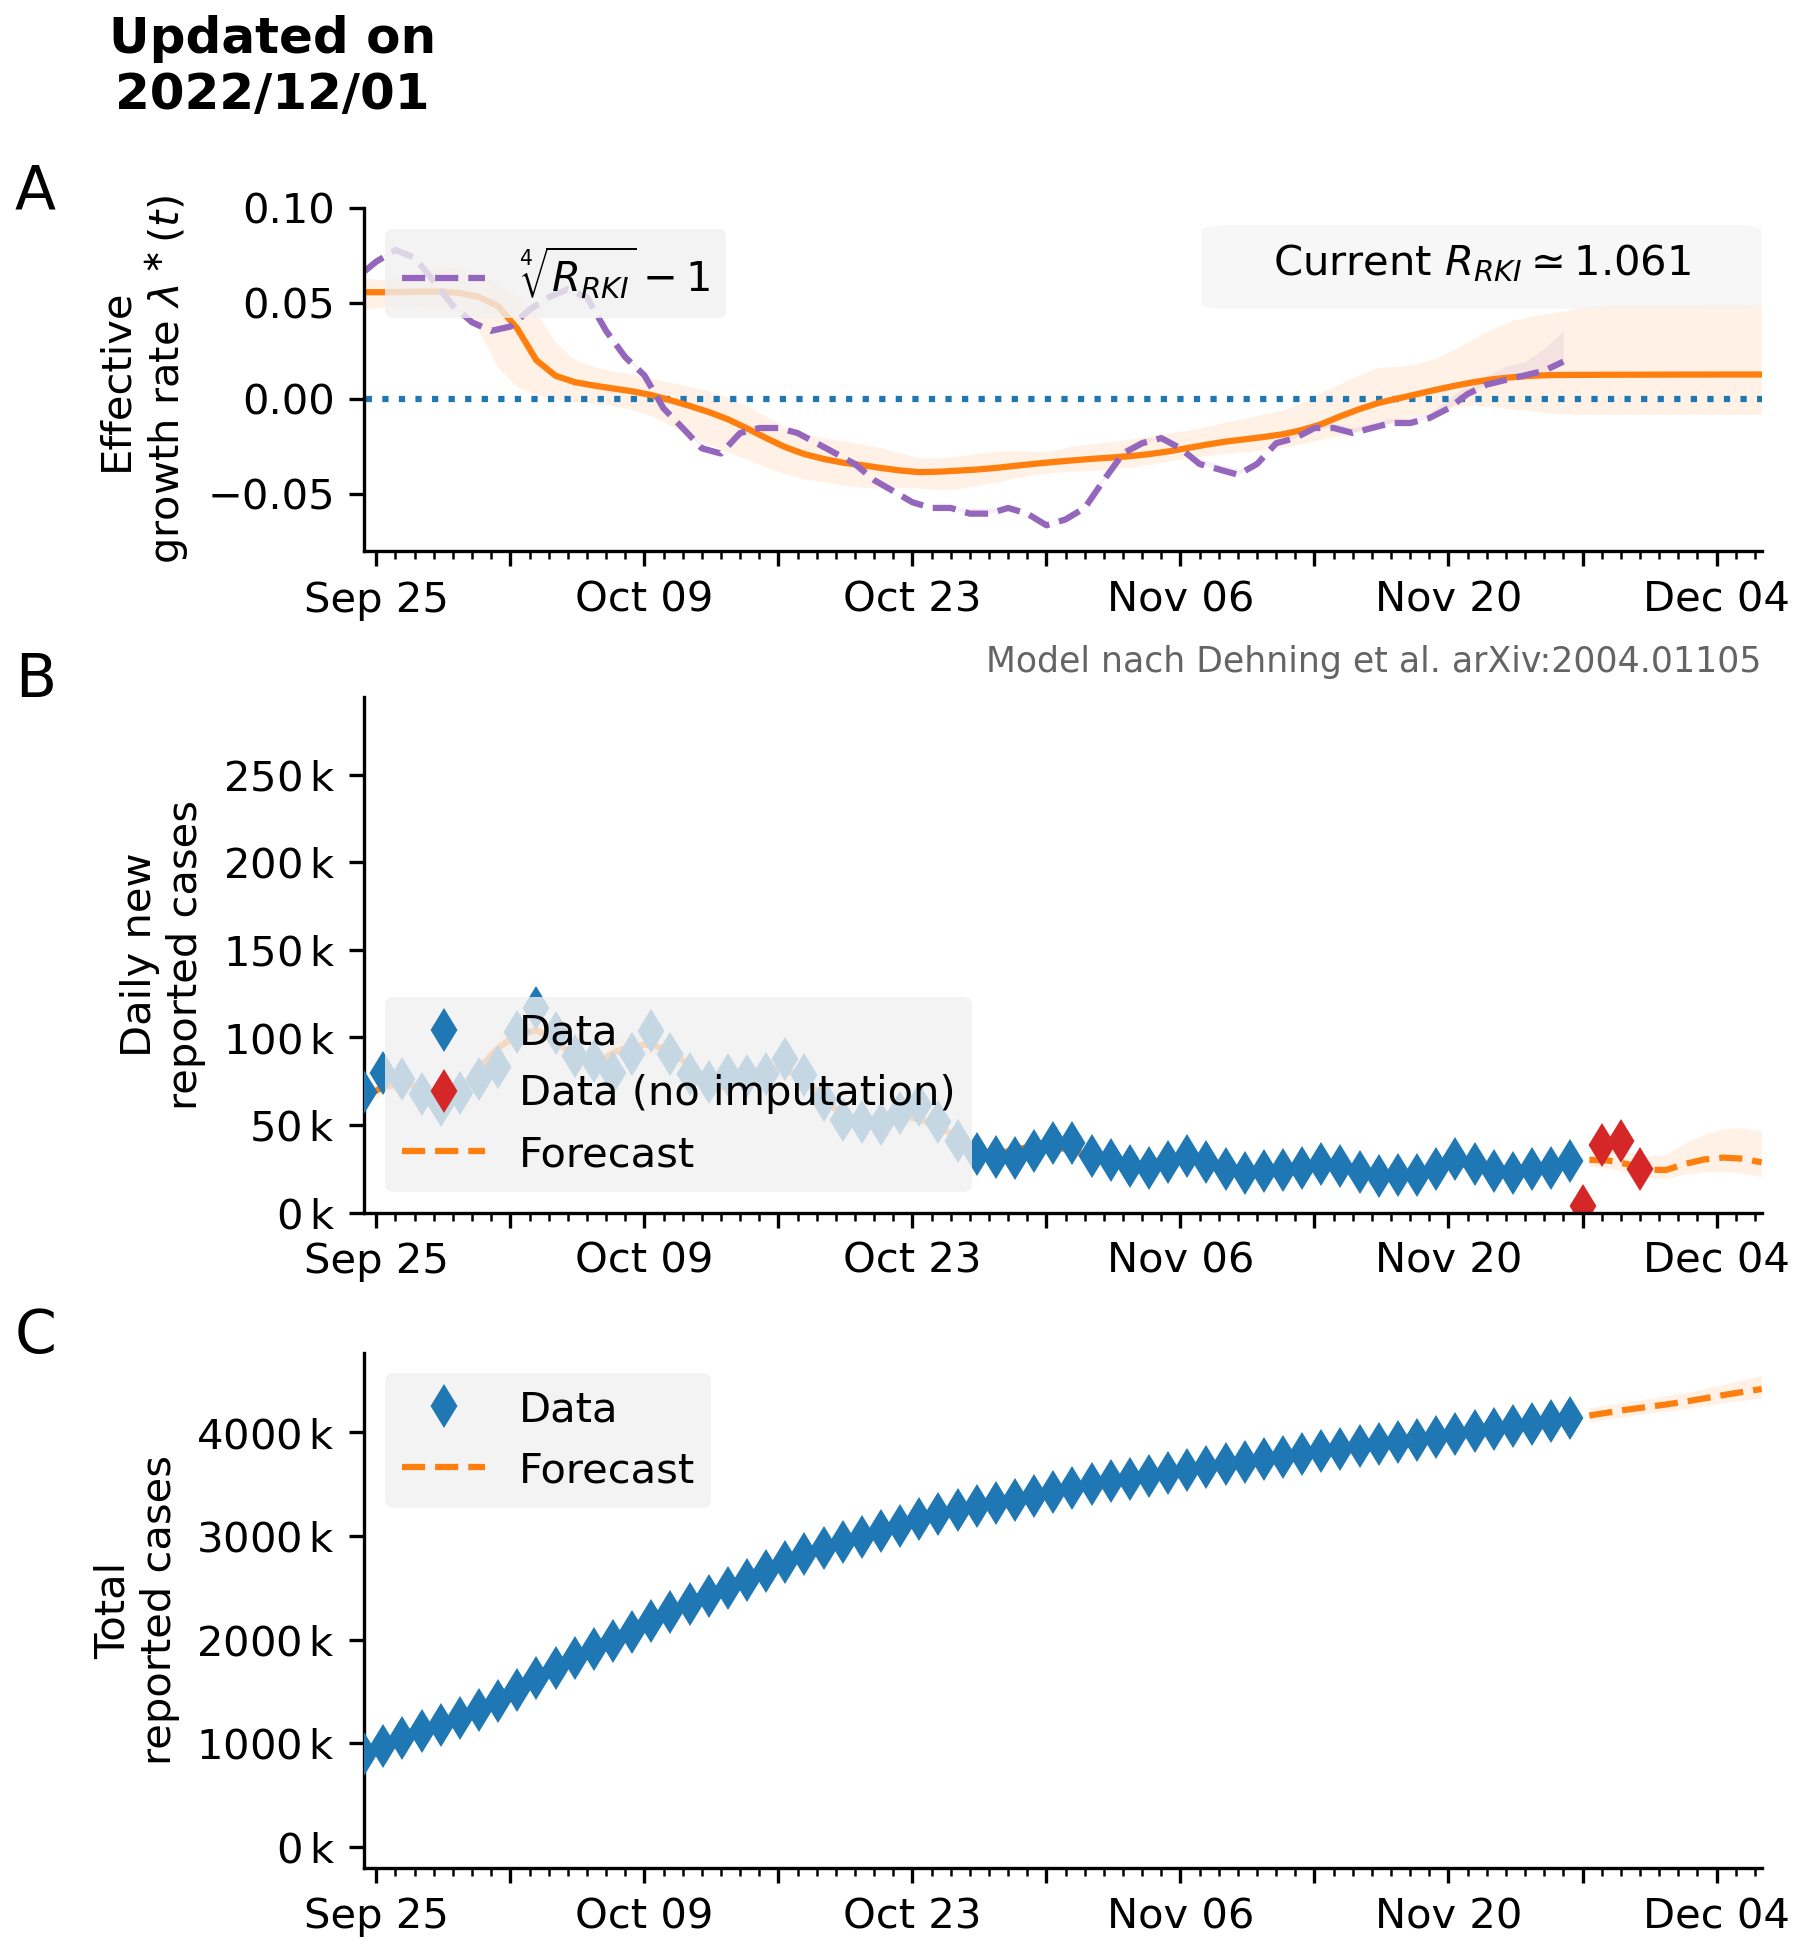 Updated on
2022/12/01
A
Effective
growth rate λ*(t)
0.10
0.05
0.00
−0.05
∜R_RKI − 1
Current R_RKI ≃ 1.061
Sep 25
Oct 09
Oct 23
Nov 06
Nov 20
Dec 04
Model nach Dehning et al. arXiv:2004.01105
B
Daily new
reported cases
250 k
200 k
150 k
100 k
50 k
0 k
Data
Data (no imputation)
Forecast
Sep 25
Oct 09
Oct 23
Nov 06
Nov 20
Dec 04
C
Total
reported cases
4000 k
3000 k
2000 k
1000 k
0 k
Data
Forecast
Sep 25
Oct 09
Oct 23
Nov 06
Nov 20
Dec 04